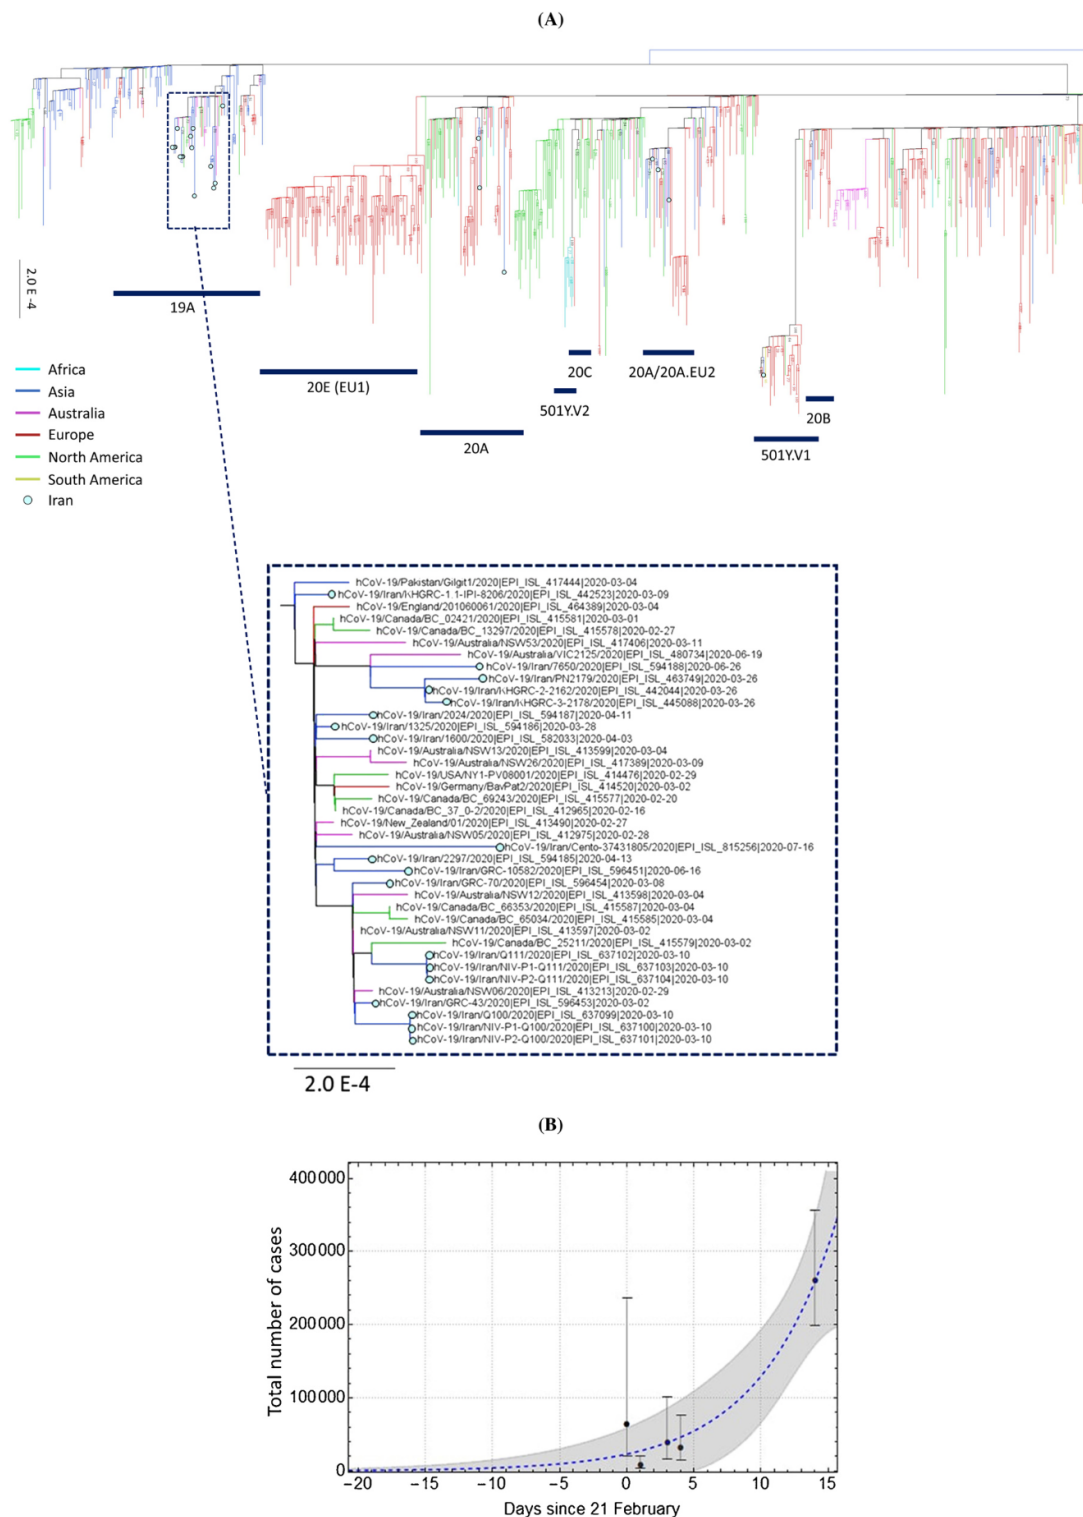 (A)
2.0 E-4
19A
20E (EU1)
20A
20C
501Y.V2
20A/20A.EU2
20B
501Y.V1
Africa
Asia
Australia
Europe
North America
South America
Iran
hCoV-19/Pakistan/Gilgit1/2020|EPI_ISL_417444|2020-03-04
hCoV-19/Iran/KHGRC-1.1-IPI-8206/2020|EPI_ISL_442523|2020-03-09
hCoV-19/England/201060061/2020|EPI_ISL_464389|2020-03-04
hCoV-19/Canada/BC_02421/2020|EPI_ISL_415581|2020-03-01
hCoV-19/Canada/BC_13297/2020|EPI_ISL_415578|2020-02-27
hCoV-19/Australia/NSW53/2020|EPI_ISL_417406|2020-03-11
hCoV-19/Australia/VIC2125/2020|EPI_ISL_480734|2020-06-19
hCoV-19/Iran/7650/2020|EPI_ISL_594188|2020-06-26
hCoV-19/Iran/PN2179/2020|EPI_ISL_463749|2020-03-26
hCoV-19/Iran/KHGRC-2-2162/2020|EPI_ISL_442044|2020-03-26
hCoV-19/Iran/KHGRC-3-2178/2020|EPI_ISL_445088|2020-03-26
hCoV-19/Iran/2024/2020|EPI_ISL_594187|2020-04-11
hCoV-19/Iran/1325/2020|EPI_ISL_594186|2020-03-28
hCoV-19/Iran/1600/2020|EPI_ISL_582033|2020-04-03
hCoV-19/Australia/NSW13/2020|EPI_ISL_413599|2020-03-04
hCoV-19/Australia/NSW26/2020|EPI_ISL_417389|2020-03-09
hCoV-19/USA/NY1-PV08001/2020|EPI_ISL_414476|2020-02-29
hCoV-19/Germany/BavPat2/2020|EPI_ISL_414520|2020-03-02
hCoV-19/Canada/BC_69243/2020|EPI_ISL_415577|2020-02-20
hCoV-19/Canada/BC_37_0-2/2020|EPI_ISL_412965|2020-02-16
hCoV-19/New_Zealand/01/2020|EPI_ISL_413490|2020-02-27
hCoV-19/Australia/NSW05/2020|EPI_ISL_412975|2020-02-28
hCoV-19/Iran/Cento-37431805/2020|EPI_ISL_815256|2020-07-16
hCoV-19/Iran/2297/2020|EPI_ISL_594185|2020-04-13
hCoV-19/Iran/GRC-10582/2020|EPI_ISL_596451|2020-06-16
hCoV-19/Iran/GRC-70/2020|EPI_ISL_596454|2020-03-08
hCoV-19/Australia/NSW12/2020|EPI_ISL_413598|2020-03-04
hCoV-19/Canada/BC_66353/2020|EPI_ISL_415587|2020-03-04
hCoV-19/Canada/BC_65034/2020|EPI_ISL_415585|2020-03-04
hCoV-19/Australia/NSW11/2020|EPI_ISL_413597|2020-03-02
hCoV-19/Canada/BC_25211/2020|EPI_ISL_415579|2020-03-02
hCoV-19/Iran/Q111/2020|EPI_ISL_637102|2020-03-10
hCoV-19/Iran/NIV-P1-Q111/2020|EPI_ISL_637103|2020-03-10
hCoV-19/Iran/NIV-P2-Q111/2020|EPI_ISL_637104|2020-03-10
hCoV-19/Australia/NSW06/2020|EPI_ISL_413213|2020-02-29
hCoV-19/Iran/GRC-43/2020|EPI_ISL_596453|2020-03-02
hCoV-19/Iran/Q100/2020|EPI_ISL_637099|2020-03-10
hCoV-19/Iran/NIV-P1-Q100/2020|EPI_ISL_637100|2020-03-10
hCoV-19/Iran/NIV-P2-Q100/2020|EPI_ISL_637101|2020-03-10
2.0 E-4
(B)
Total number of cases
400000
300000
200000
100000
0
−20 −15 −10 −5 0 5 10 15
Days since 21 February